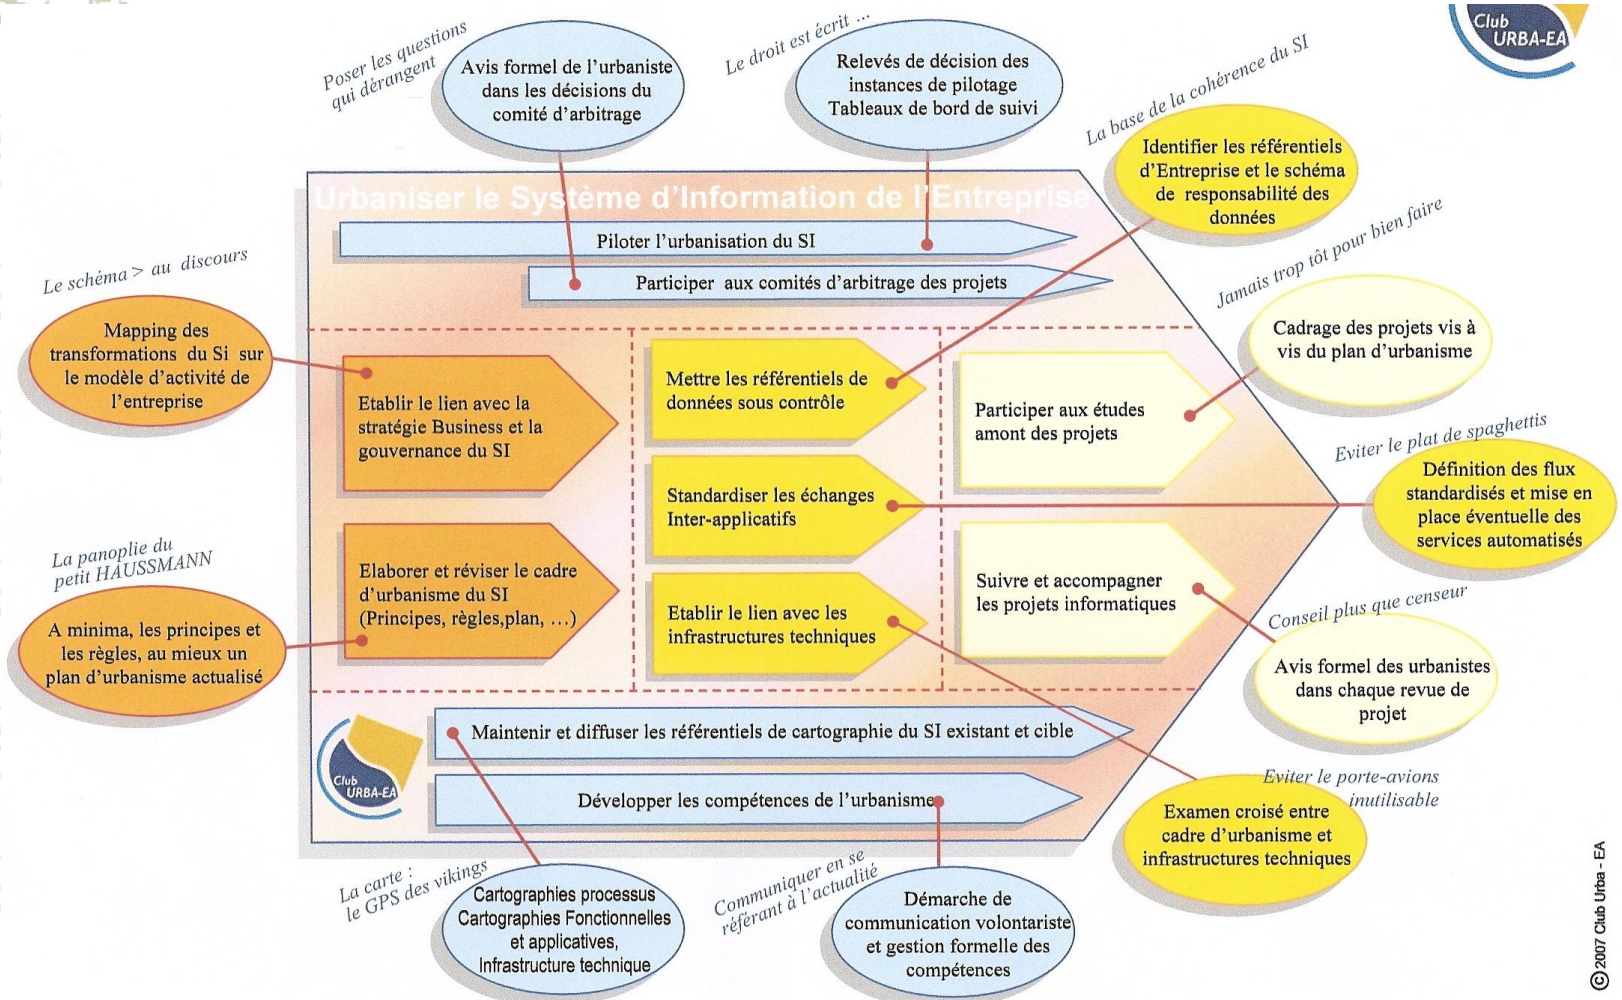 Club
URBA-EA
Poser les questions
qui dérangent
Avis formel de l'urbaniste
dans les décisions du
comité d'arbitrage
Le droit est écrit ...
Relevés de décision des
instances de pilotage
Tableaux de bord de suivi
La base de la cohérence du SI
Identifier les référentiels
d'Entreprise et le schéma
de responsabilité des
données
Urbaniser le Système d'Information de l'Entreprise
Piloter l'urbanisation du SI
Participer aux comités d'arbitrage des projets
Le schéma > au discours
Mapping des
transformations du Si sur
le modèle d'activité de
l'entreprise
Jamais trop tôt pour bien faire
Cadrage des projets vis à
vis du plan d'urbanisme
Etablir le lien avec la
stratégie Business et la
gouvernance du SI
Mettre les référentiels de
données sous contrôle
Participer aux études
amont des projets
Eviter le plat de spaghettis
Définition des flux
standardisés et mise en
place éventuelle des
services automatisés
Standardiser les échanges
Inter-applicatifs
La panoplie du
petit HAUSSMANN
A minima, les principes et
les règles, au mieux un
plan d'urbanisme actualisé
Elaborer et réviser le cadre
d'urbanisme du SI
(Principes, règles,plan, ...)
Etablir le lien avec les
infrastructures techniques
Suivre et accompagner
les projets informatiques
Conseil plus que censeur
Avis formel des urbanistes
dans chaque revue de
projet
Club
URBA-EA
Maintenir et diffuser les référentiels de cartographie du SI existant et cible
Développer les compétences de l'urbanisme
Eviter le porte-avions
inutilisable
Examen croisé entre
cadre d'urbanisme et
infrastructures techniques
La carte :
le GPS des vikings
Cartographies processus
Cartographies Fonctionnelles
et applicatives,
Infrastructure technique
Communiquer en se
référant à l'actualité
Démarche de
communication volontariste
et gestion formelle des
compétences
©2007 Club Urba - EA